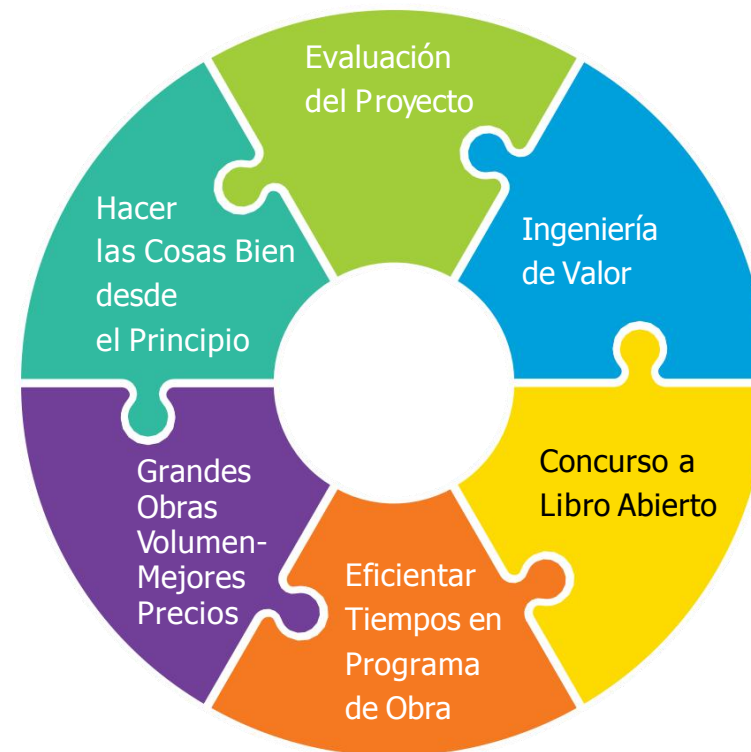 Evaluación
del Proyecto
Ingeniería
de Valor
Concurso a
Libro Abierto
Eficientar
Tiempos en
Programa
de Obra
Grandes
Obras
Volumen-
Mejores
Precios
Hacer
las Cosas Bien
desde
el Principio